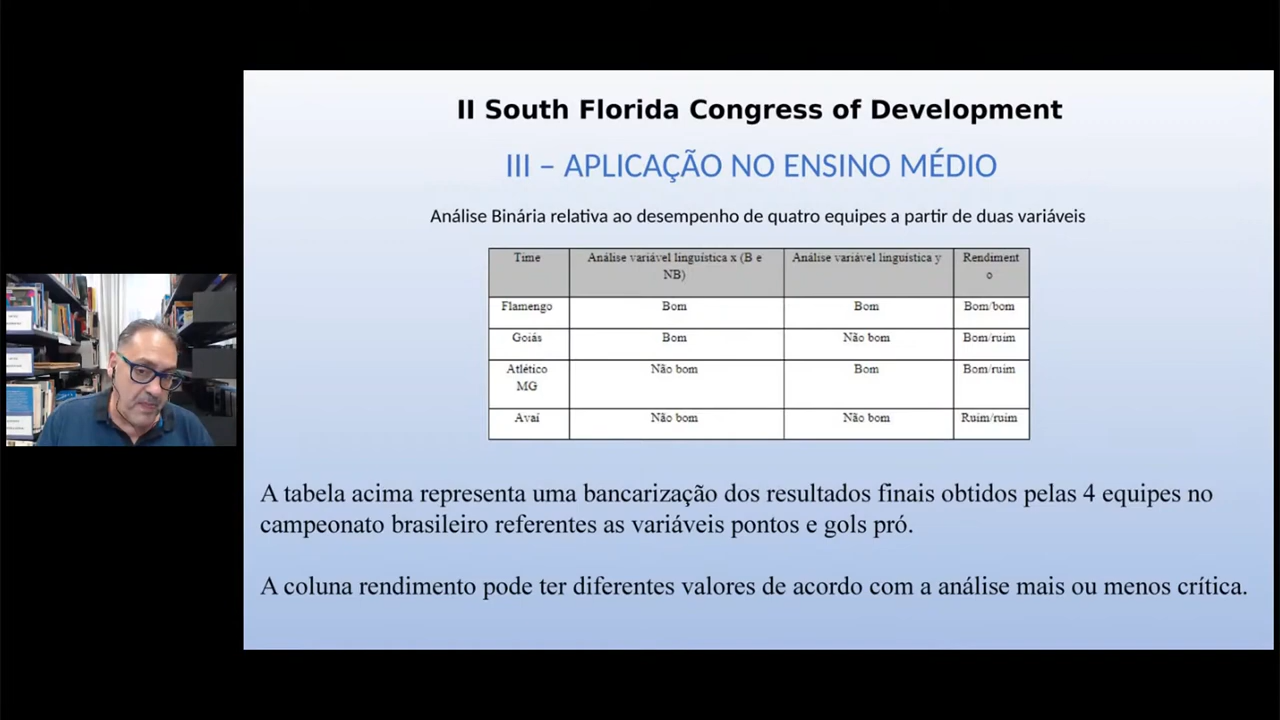 II South Florida Congress of Development
III – APLICAÇÃO NO ENSINO MÉDIO
Análise Binária relativa ao desempenho de quatro equipes a partir de duas variáveis
Time Análise variável linguística x (B e NB) Análise variável linguística y Rendimento
Flamengo Bom Bom Bom/bom
Goiás Bom Não bom Bom/ruim
Atlético MG Não bom Bom Bom/ruim
Avaí Não bom Não bom Ruim/ruim
A tabela acima representa uma bancarização dos resultados finais obtidos pelas 4 equipes no
campeonato brasileiro referentes as variáveis pontos e gols pró.
A coluna rendimento pode ter diferentes valores de acordo com a análise mais ou menos crítica.